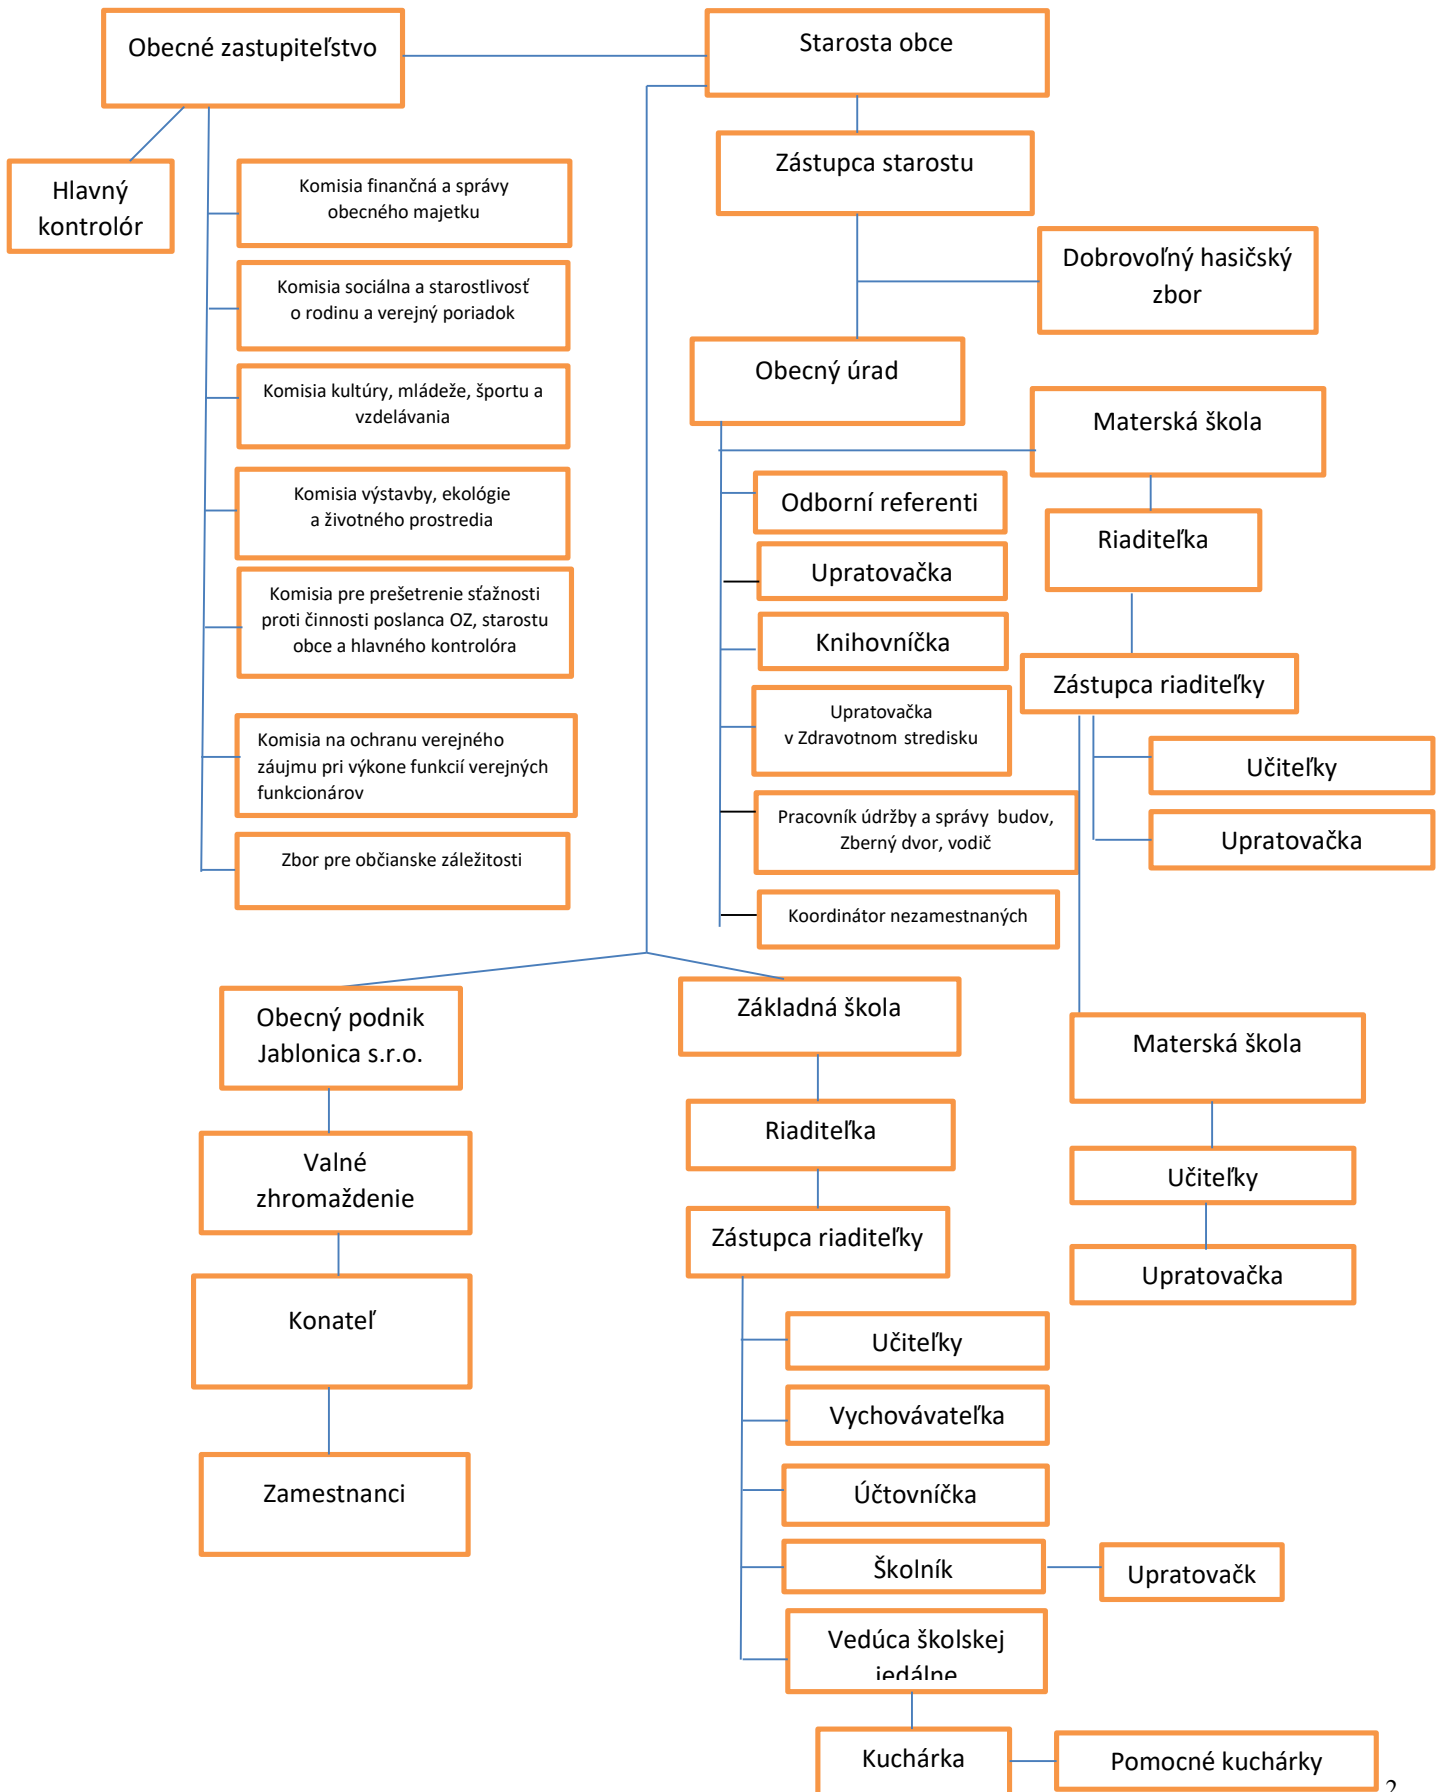 Obecné zastupiteľstvo
Starosta obce
Zástupca starostu
Hlavný
kontrolór
Komisia finančná a správy
obecného majetku
Komisia sociálna a starostlivosť
o rodinu a verejný poriadok
Komisia kultúry, mládeže, športu a
vzdelávania
Komisia výstavby, ekológie
a životného prostredia
Komisia pre prešetrenie sťažnosti
proti činnosti poslanca OZ, starostu
obce a hlavného kontrolóra
Komisia na ochranu verejného
záujmu pri výkone funkcií verejných
funkcionárov
Zbor pre občianske záležitosti
Dobrovoľný hasičský
zbor
Obecný úrad
Odborní referenti
Upratovačka
Knihovníčka
Upratovačka
v Zdravotnom stredisku
Pracovník údržby a správy budov,
Zberný dvor, vodič
Koordinátor nezamestnaných
Materská škola
Riaditeľka
Zástupca riaditeľky
Učiteľky
Upratovačka
Materská škola
Učiteľky
Upratovačka
Obecný podnik
Jablonica s.r.o.
Valné
zhromaždenie
Konateľ
Zamestnanci
Základná škola
Riaditeľka
Zástupca riaditeľky
Učiteľky
Vychovávateľka
Účtovníčka
Školník
Upratovačk
Vedúca školskej
jedálne
Kuchárka
Pomocné kuchárky
2